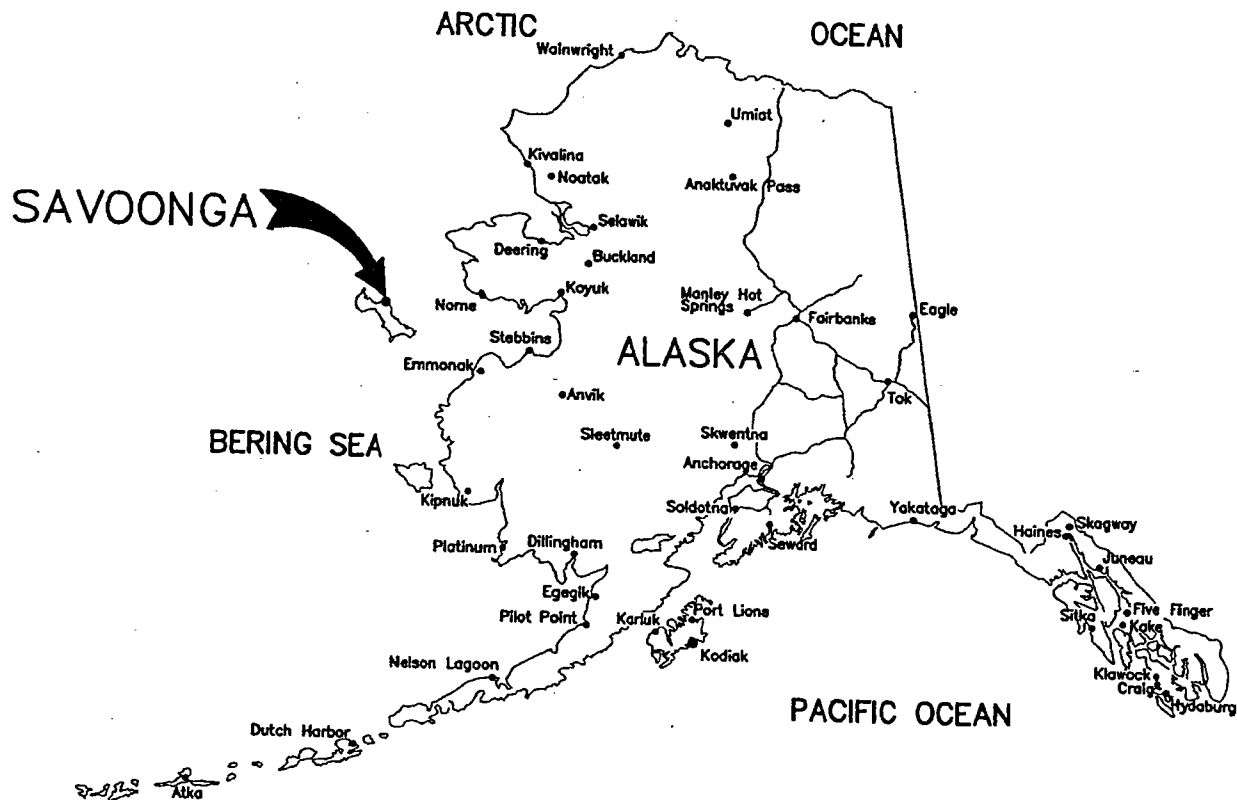 ARCTIC
OCEAN
Wainwright
Umiat
Kivalina
Noatak
Anaktuvak Pass
SAVOONGA
Selawik
Deering
Buckland
Nome
Koyuk
Manley Hot
Springs
Fairbanks
Eagle
Stebbins
ALASKA
Emmonak
Anvik
Tok
BERING SEA
Sleetmute
Skwentna
Anchorage
Kipnuk
Soldotna
Yakataga
Skagway
Haines
Platinum
Dillingham
Seward
Juneau
Egegik
Pilot Point
Karluk
Port Lions
Sitka
Five Finger
Kake
Kodiak
Nelson Lagoon
Klawock
Craig
Hydaburg
PACIFIC OCEAN
Dutch Harbor
Atka